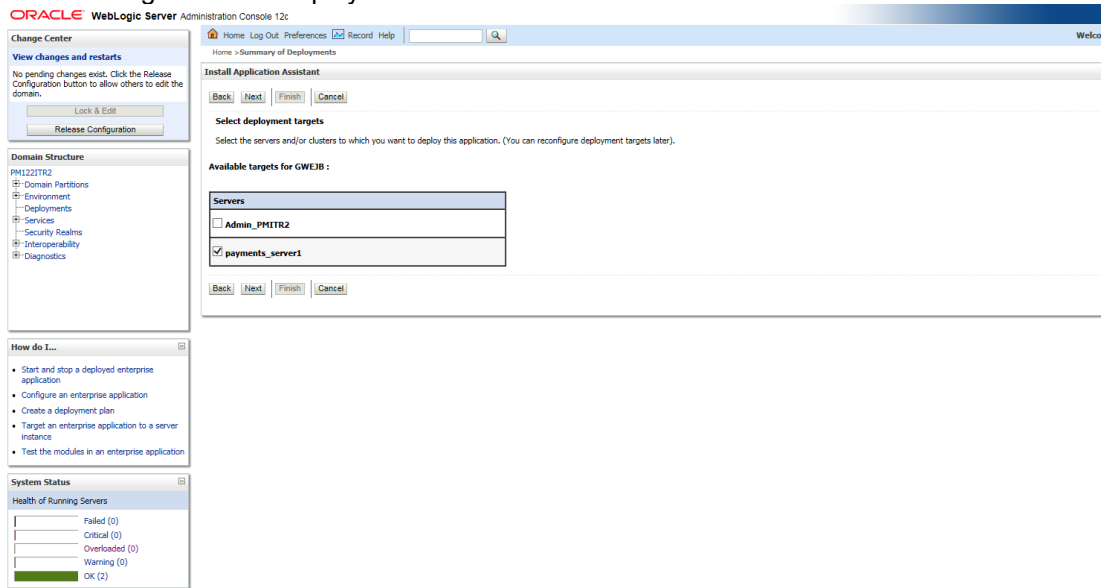 ORACLE WebLogic Server Administration Console 12c
Change Center
View changes and restarts
No pending changes exist. Click the Release
Configuration button to allow others to edit the
domain.
Lock & Edit
Release Configuration
Domain Structure
PM122ITR2
Domain Partitions
Environment
Deployments
Services
Security Realms
Interoperability
Diagnostics
How do I...
• Start and stop a deployed enterprise
application
• Configure an enterprise application
• Create a deployment plan
• Target an enterprise application to a server
instance
• Test the modules in an enterprise application
System Status
Health of Running Servers
Failed (0)
Critical (0)
Overloaded (0)
Warning (0)
OK (2)
Home Log Out Preferences Record Help
Welco
Home >Summary of Deployments
Install Application Assistant
Back Next Finish Cancel
Select deployment targets
Select the servers and/or clusters to which you want to deploy this application. (You can reconfigure deployment targets later).
Available targets for GWEJB :
Servers
Admin_PMITR2
payments_server1
Back Next Finish Cancel